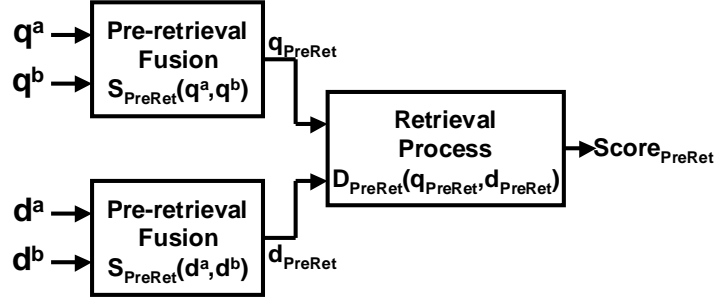 q^a
q^b
Pre-retrieval
Fusion
S_PreRet(q^a,q^b)
q_PreRet
Retrieval
Process
D_PreRet(q_PreRet,d_PreRet)
Score_PreRet
d^a
d^b
Pre-retrieval
Fusion
S_PreRet(d^a,d^b)
d_PreRet